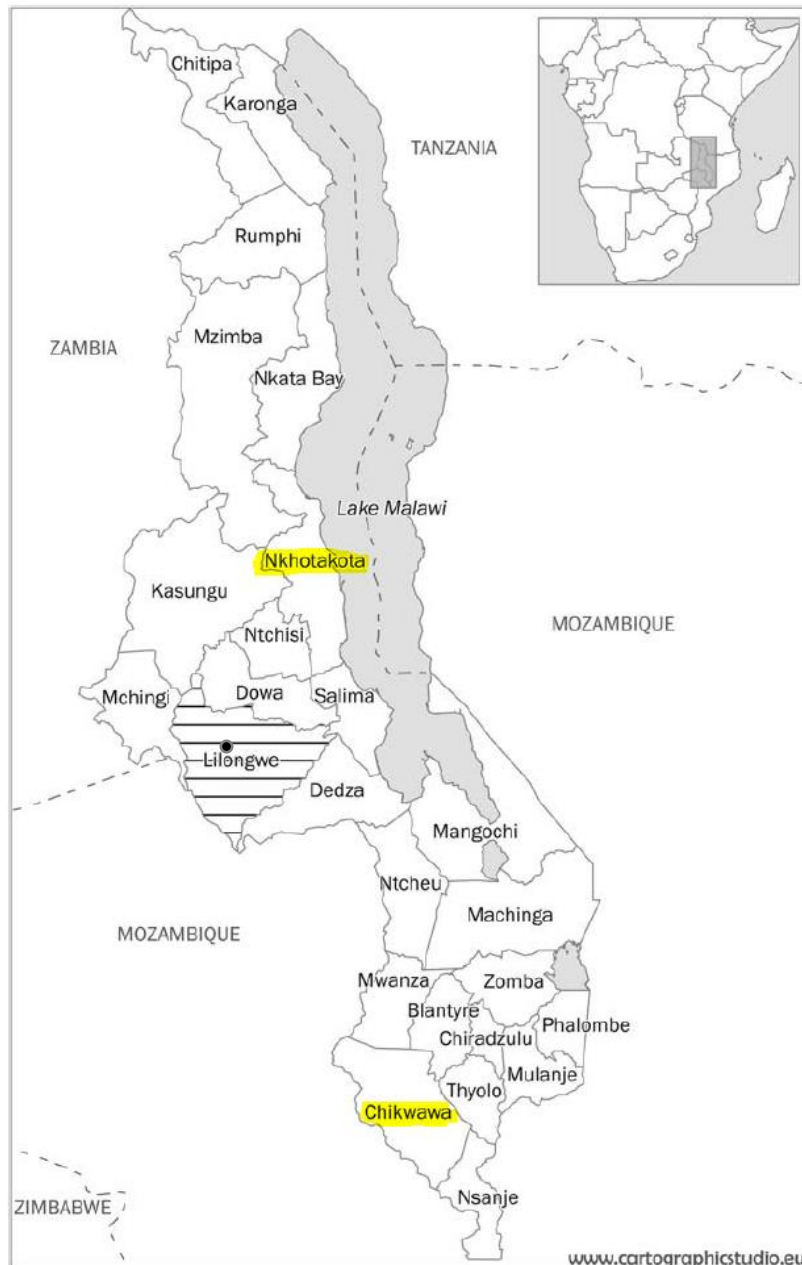 Chitipa
Karonga
TANZANIA
Rumphi
ZAMBIA
Mzimba
Nkata Bay
Lake Malawi
Nkhotakota
Kasungu
MOZAMBIQUE
Ntchisi
Mchingi
Dowa
Salima
Lilongwe
Dedza
Mangochi
Ntcheu
Machinga
MOZAMBIQUE
Mwanza
Zomba
Blantyre
Phalombe
Chiradzulu
Mulanje
Thyolo
Chikwawa
Nsanje
ZIMBABWE
www.cartographicstudio.eu